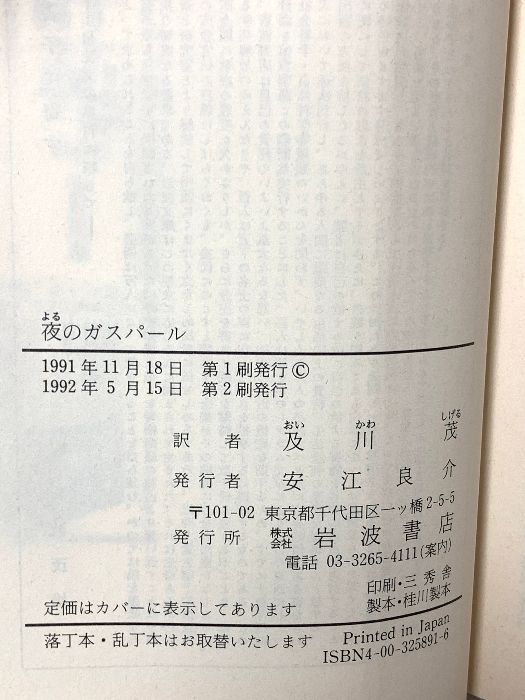 よる
夜のガスパール
1991年11月18日 第1刷発行©
1992年5月15日 第2刷発行
おい かわ しげる
訳者 及川茂
発行者 安江良介
〒101-02 東京都千代田区一ッ橋2-5-5
発行所 株式会社 岩波書店
電話 03-3265-4111(案内)
印刷・三秀舎
製本・桂川製本
定価はカバーに表示してあります
落丁本・乱丁本はお取替いたします
Printed in Japan
ISBN4-00-325891-6